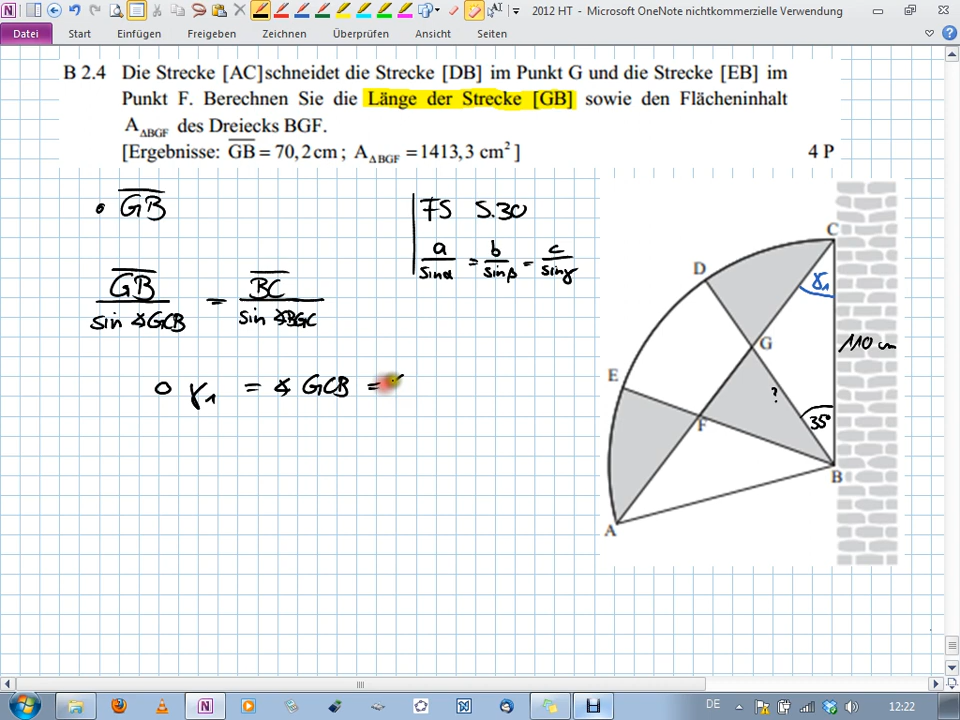 2012 HT - Microsoft OneNote nichtkommerzielle Verwendung
Datei Start Einfügen Freigeben Zeichnen Überprüfen Ansicht Seiten
B 2.4 Die Strecke [AC]schneidet die Strecke [DB] im Punkt G und die Strecke [EB] im
Punkt F. Berechnen Sie die Länge der Strecke [GB] sowie den Flächeninhalt
A ΔBGF des Dreiecks BGF.
[Ergebnisse: GB = 70, 2 cm ; A Δ BGF = 1413,3 cm² ] 4 P
• GB
FS S.30
a/sinα = b/sinβ = c/sinγ
GB/sin ∢GCB = BC/sin ∢BGC
o γ1 = ∢ GCB =
C
D
γ1
G
110 cm
E
?
F
35°
B
A
DE 12:22